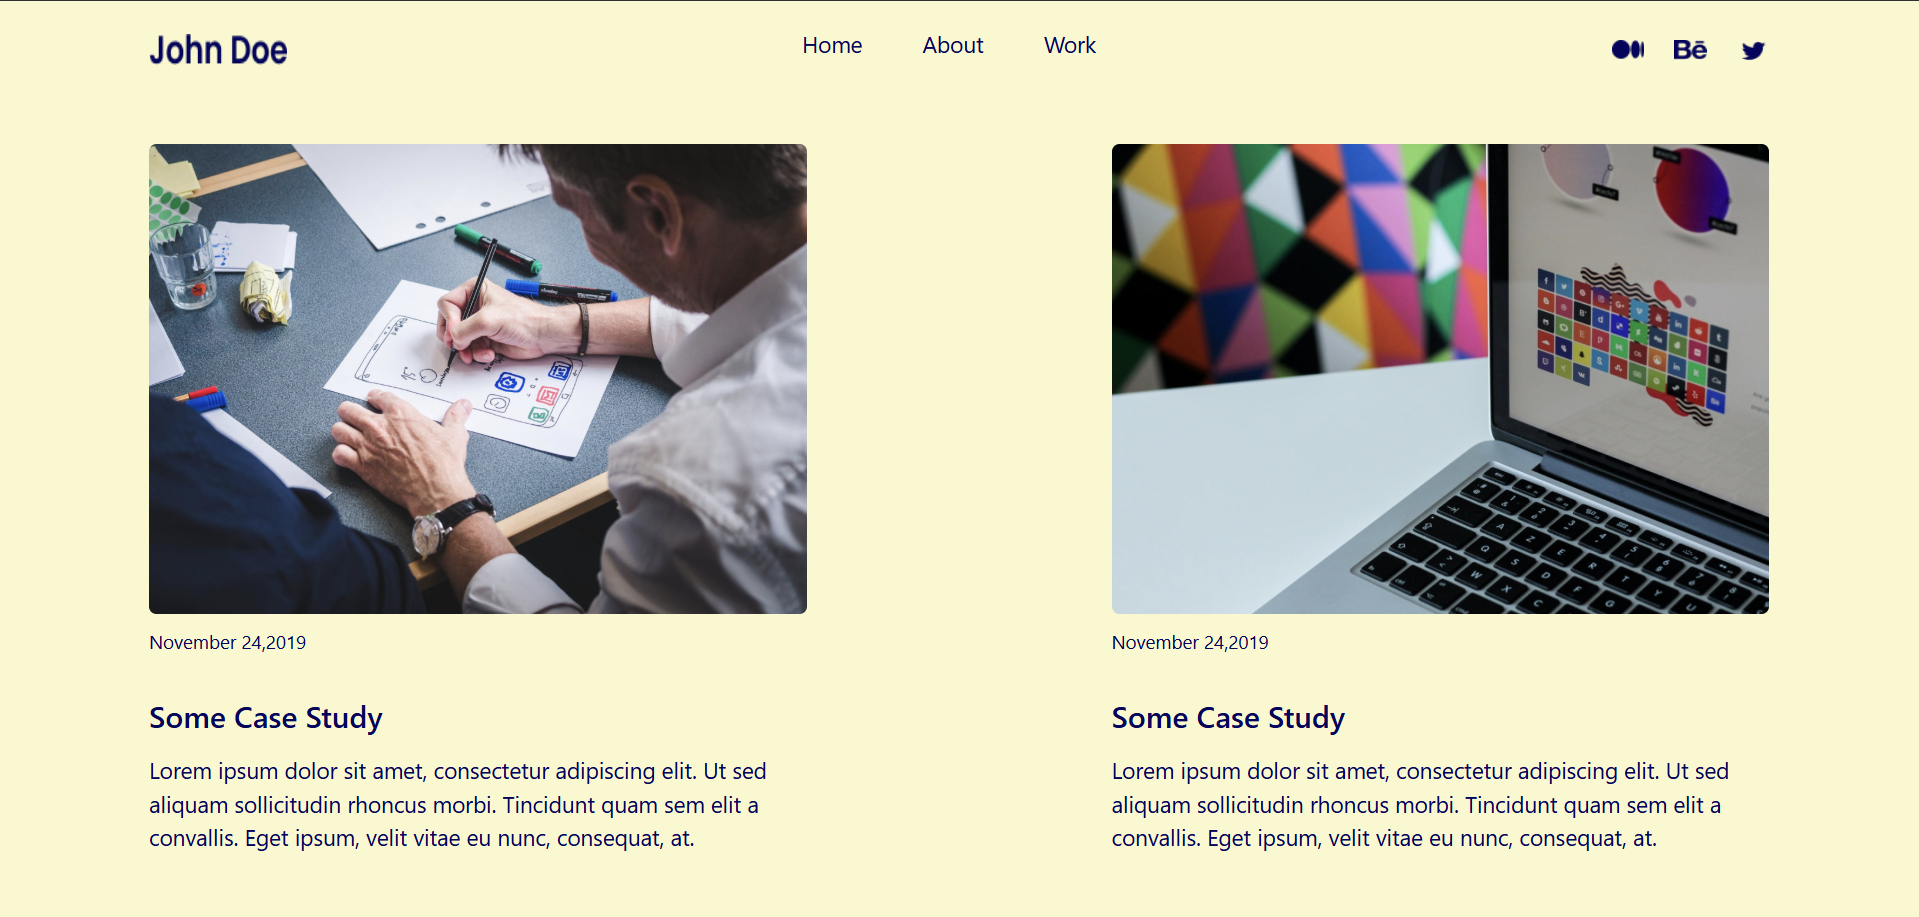 John Doe
Home About Work
Bē
November 24,2019
Some Case Study
Lorem ipsum dolor sit amet, consectetur adipiscing elit. Ut sed
aliquam sollicitudin rhoncus morbi. Tincidunt quam sem elit a
convallis. Eget ipsum, velit vitae eu nunc, consequat, at.
November 24,2019
Some Case Study
Lorem ipsum dolor sit amet, consectetur adipiscing elit. Ut sed
aliquam sollicitudin rhoncus morbi. Tincidunt quam sem elit a
convallis. Eget ipsum, velit vitae eu nunc, consequat, at.